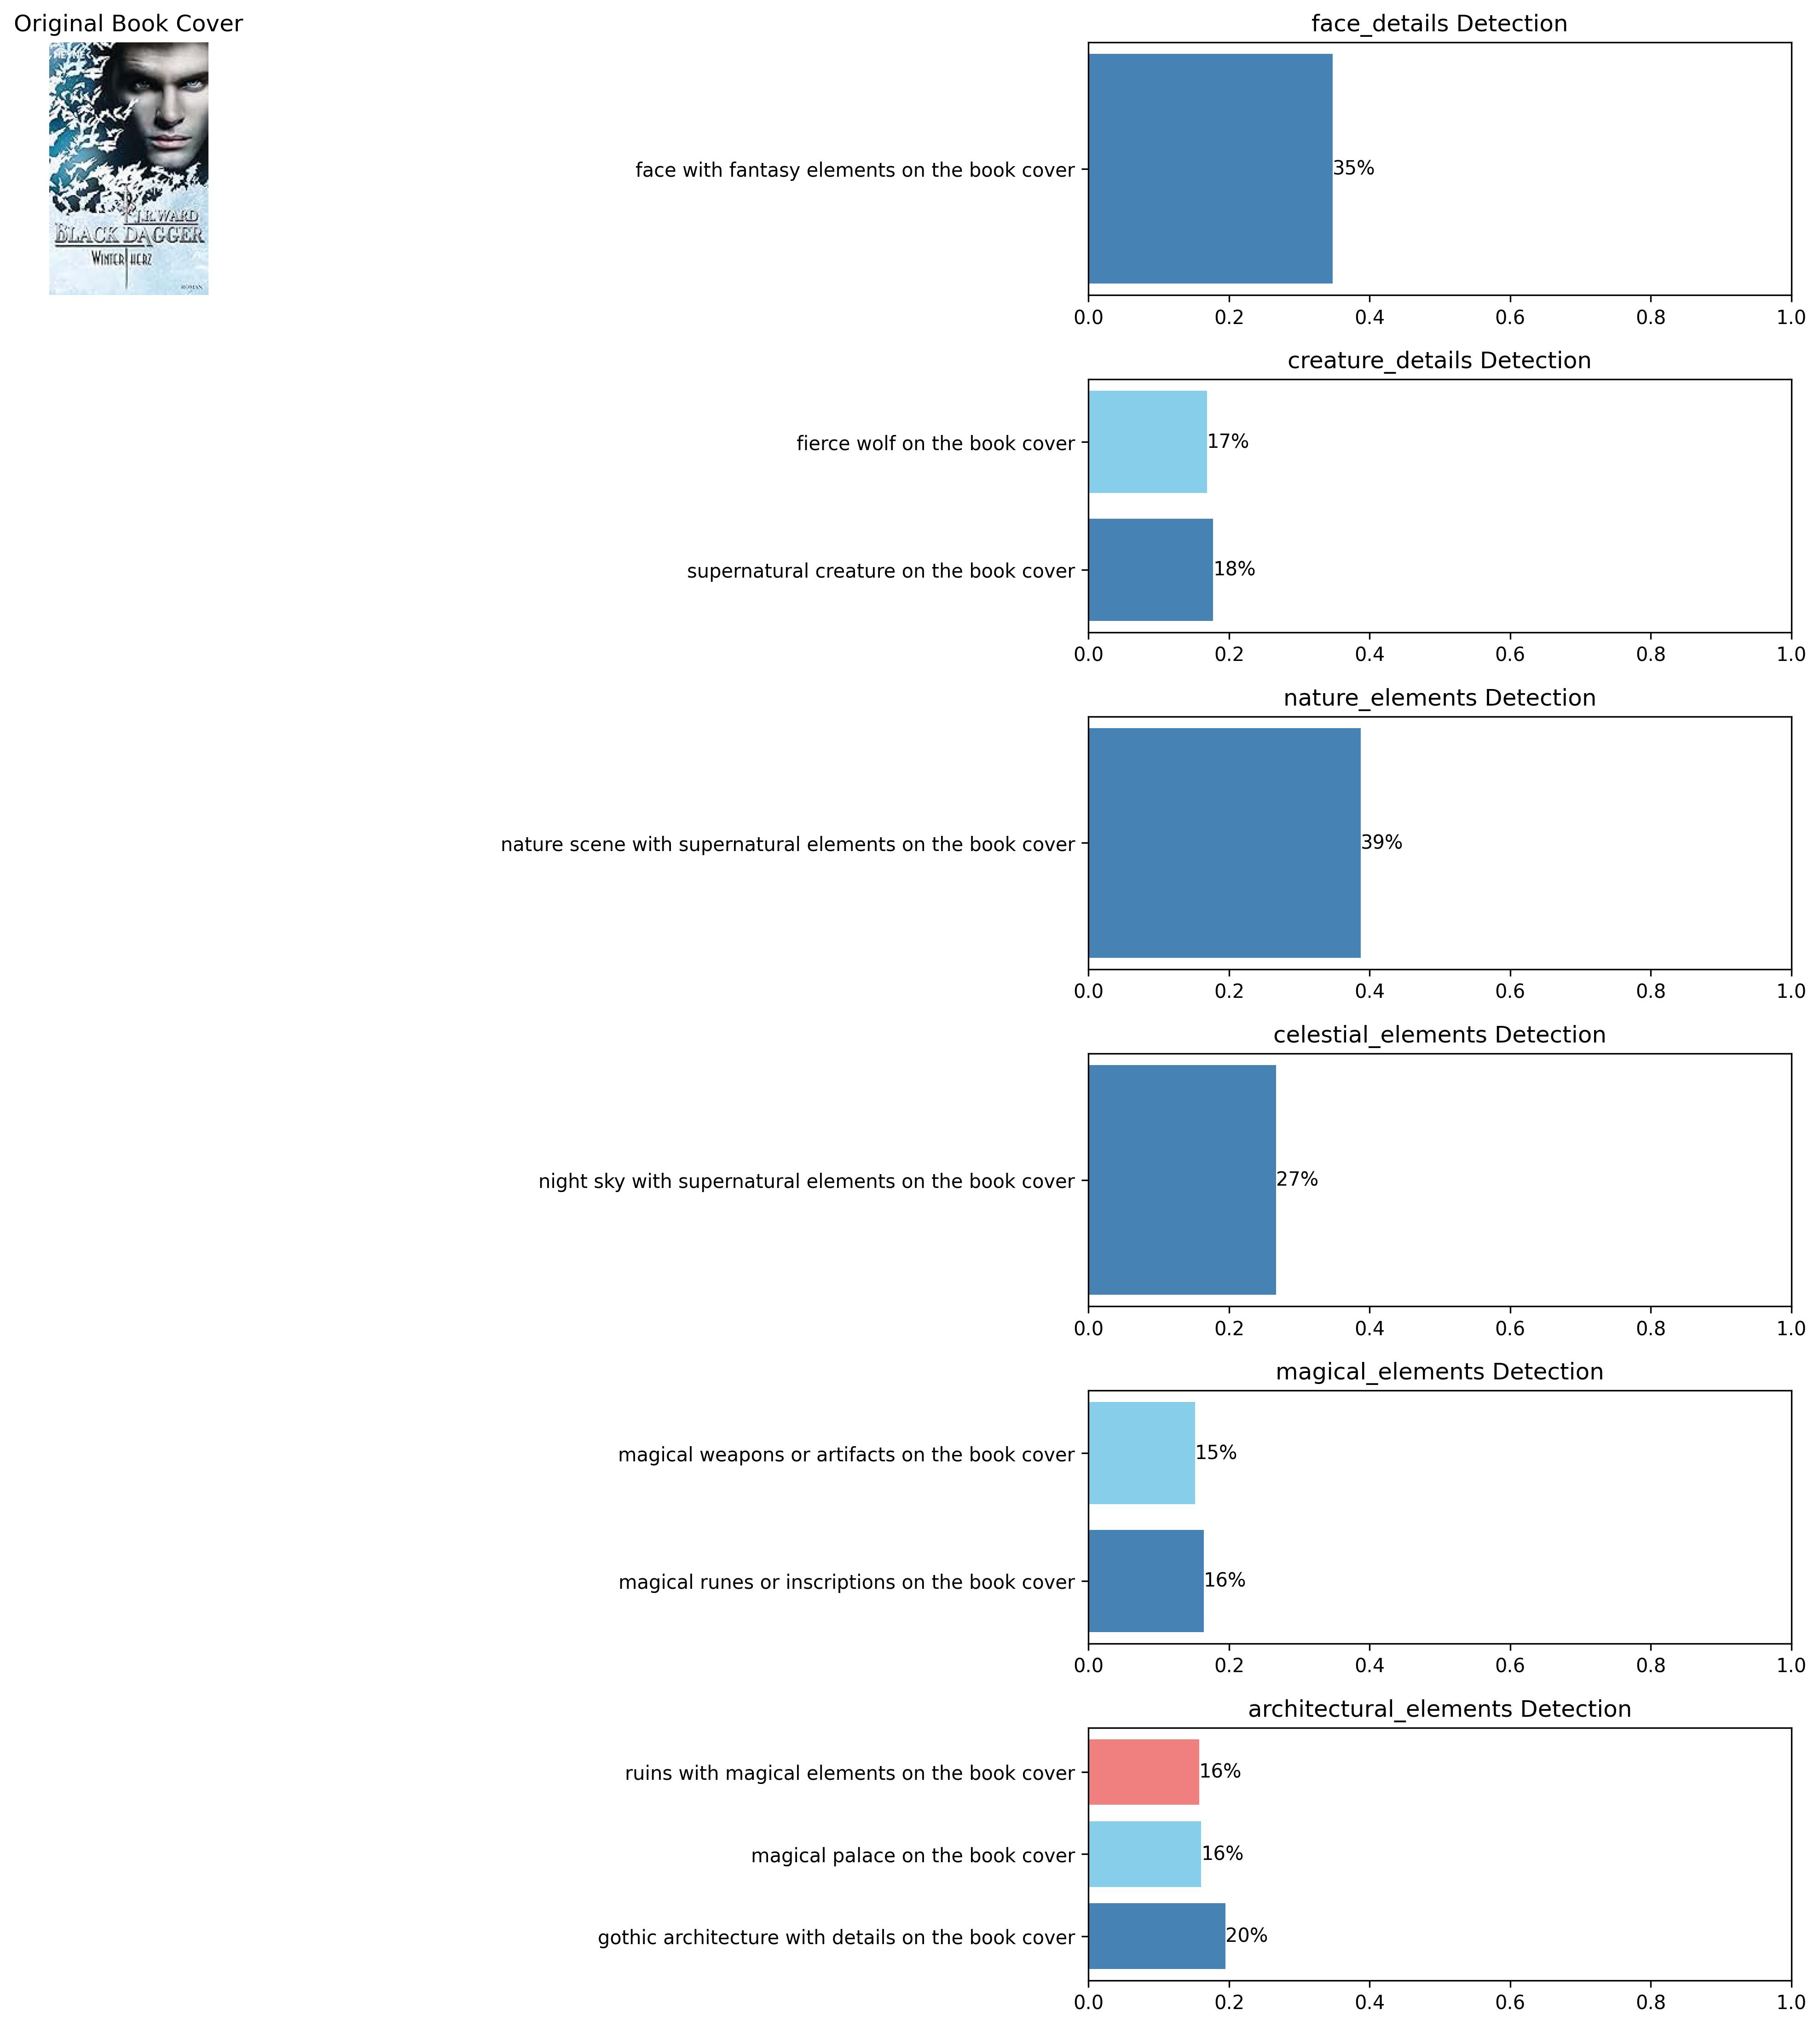 Original Book Cover
HEYNE<
J.R.WARD
BLACK DAGGER
WINTERHERZ
ROMAN
face_details Detection
face with fantasy elements on the book cover
35%
0.0 0.2 0.4 0.6 0.8 1.0
creature_details Detection
fierce wolf on the book cover
17%
supernatural creature on the book cover
18%
0.0 0.2 0.4 0.6 0.8 1.0
nature_elements Detection
nature scene with supernatural elements on the book cover
39%
0.0 0.2 0.4 0.6 0.8 1.0
celestial_elements Detection
night sky with supernatural elements on the book cover
27%
0.0 0.2 0.4 0.6 0.8 1.0
magical_elements Detection
magical weapons or artifacts on the book cover
15%
magical runes or inscriptions on the book cover
16%
0.0 0.2 0.4 0.6 0.8 1.0
architectural_elements Detection
ruins with magical elements on the book cover
16%
magical palace on the book cover
16%
gothic architecture with details on the book cover
20%
0.0 0.2 0.4 0.6 0.8 1.0